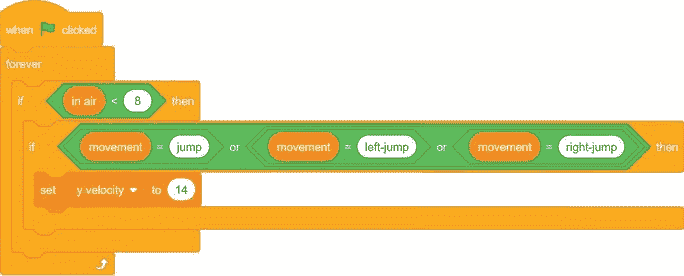 when clicked
forever
if in air < 8 then
if movement = jump or movement = left-jump or movement = right-jump then
set y velocity to 14